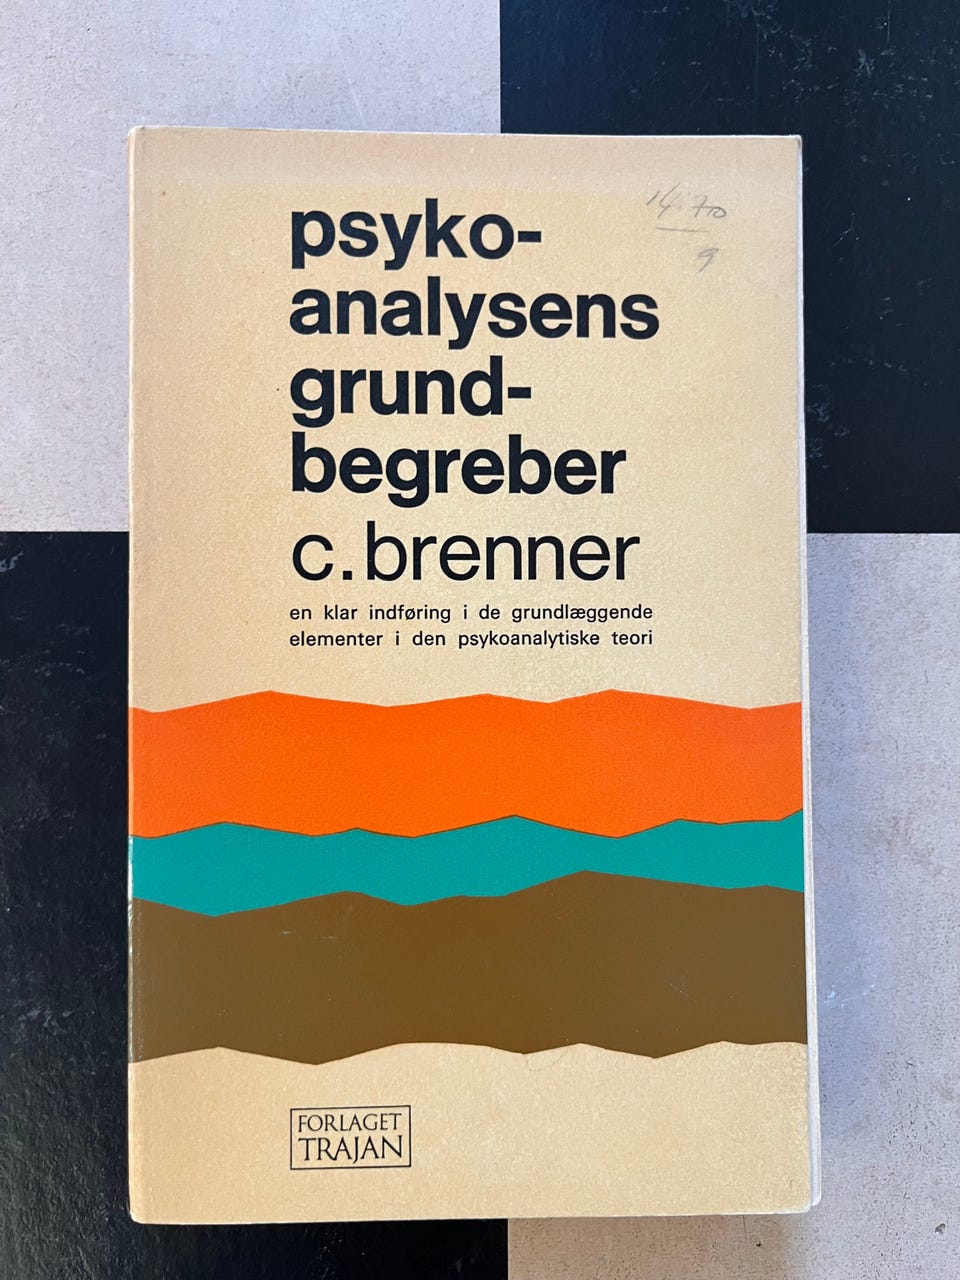 psyko-
analysens
grund-
begreber
c. brenner
en klar indføring i de grundlæggende
elementer i den psykoanalytiske teori
FORLAGET
TRAJAN